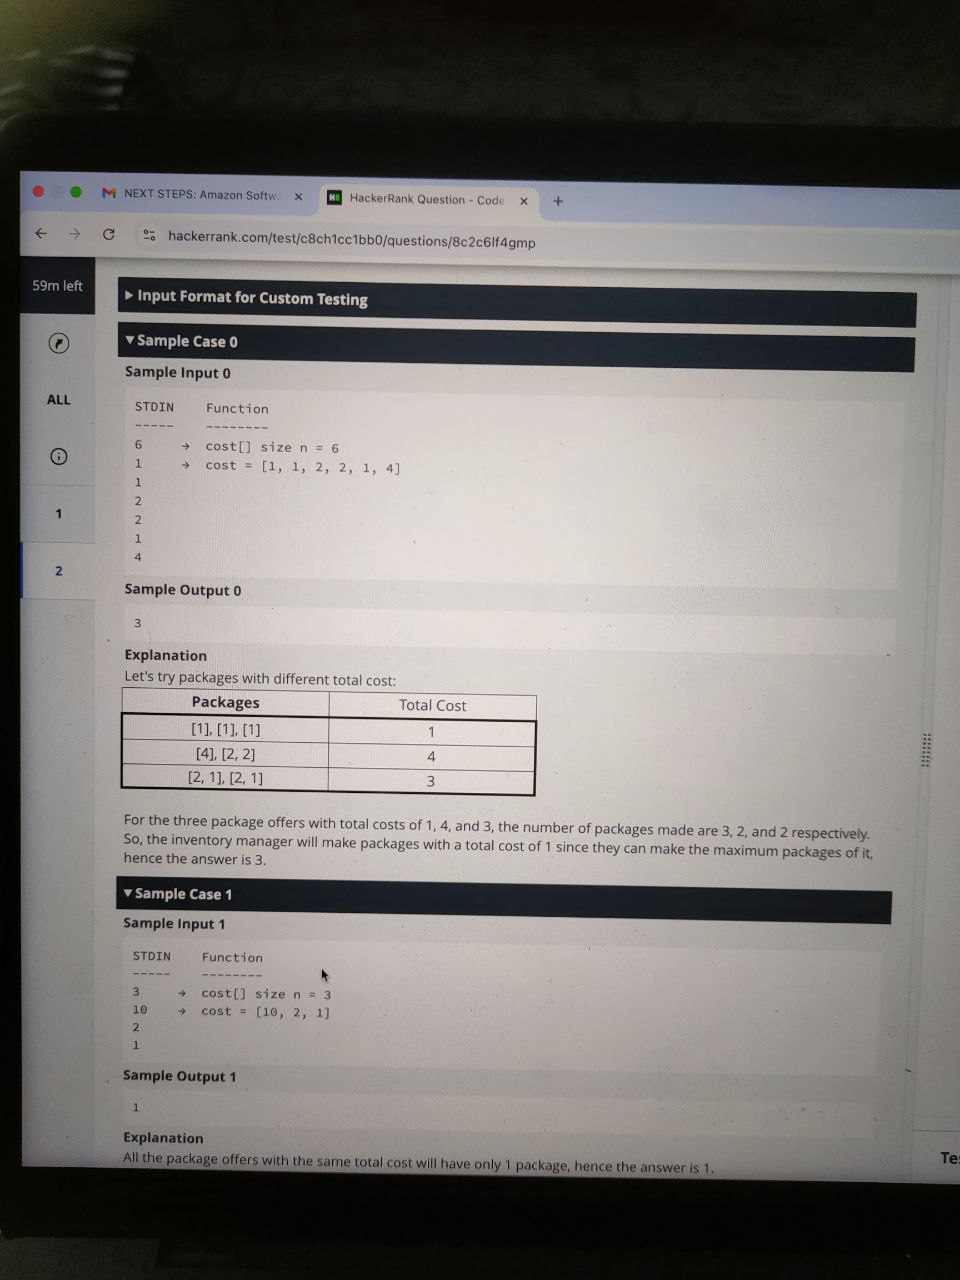 NEXT STEPS: Amazon Softw
HackerRank Question - Code
hackerrank.com/test/c8ch1cc1bb0/questions/8c2c6lf4gmp
59m left
ALL
1
2
Input Format for Custom Testing
Sample Case 0
Sample Input 0
STDIN Function
----- --------
6 → cost[] size n = 6
1 → cost = [1, 1, 2, 2, 1, 4]
1
2
2
1
4
Sample Output 0
3
Explanation
Let's try packages with different total cost:
Packages Total Cost
[1], [1], [1] 1
[4], [2, 2] 4
[2, 1], [2, 1] 3
For the three package offers with total costs of 1, 4, and 3, the number of packages made are 3, 2, and 2 respectively.
So, the inventory manager will make packages with a total cost of 1 since they can make the maximum packages of it,
hence the answer is 3.
Sample Case 1
Sample Input 1
STDIN Function
----- --------
3 → cost[] size n = 3
10 → cost = [10, 2, 1]
2
1
Sample Output 1
1
Explanation
All the package offers with the same total cost will have only 1 package, hence the answer is 1.